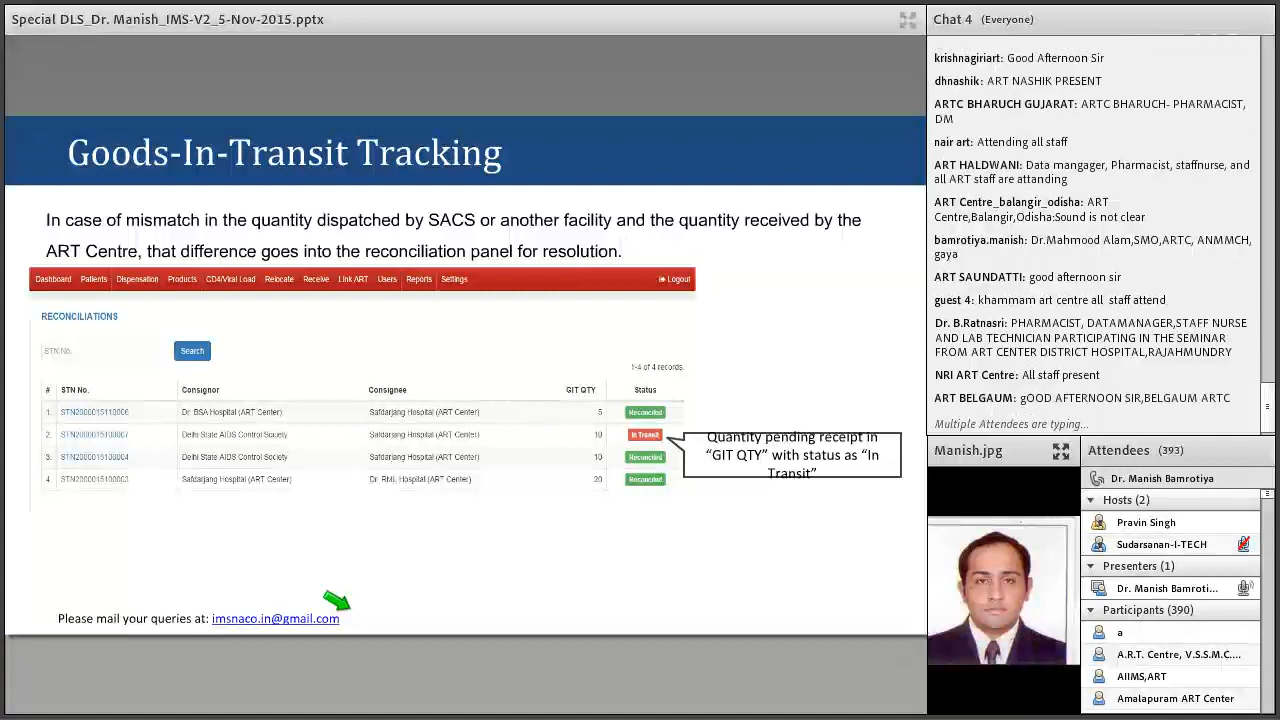 Special DLS_Dr. Manish_IMS-V2_5-Nov-2015.pptx
Goods-In-Transit Tracking
In case of mismatch in the quantity dispatched by SACS or another facility and the quantity received by the
ART Centre, that difference goes into the reconciliation panel for resolution.
Dashboard Patients Dispensation Products CD4/Viral Load Relocate Receive Link ART Users Reports Settings Logout
RECONCILIATIONS
STN No. Search
1-4 of 4 records.
# STN No. Consignor Consignee GIT QTY Status
1. STN2000015110006 Dr. BSA Hospital (ART Center) Safdarjang Hospital (ART Center) 5 Reconciled
2. STN2000015100007 Delhi State AIDS Control Society Safdarjang Hospital (ART Center) 10 In Transit
3. STN2000015100004 Delhi State AIDS Control Society Safdarjang Hospital (ART Center) 10 Reconciled
4. STN2000015100003 Safdarjang Hospital (ART Center) Dr. RML Hospital (ART Center) 20 Reconciled
Quantity pending receipt in
“GIT QTY” with status as “In
Transit”
Please mail your queries at: imsnaco.in@gmail.com
Chat 4 (Everyone)
krishnagiriart: Good Afternoon Sir
dhnashik: ART NASHIK PRESENT
ARTC BHARUCH GUJARAT: ARTC BHARUCH- PHARMACIST,
DM
nair art: Attending all staff
ART HALDWANI: Data mangager, Pharmacist, staffnurse, and
all ART staff are attanding
ART Centre_balangir_odisha: ART
Centre,Balangir,Odisha:Sound is not clear
bamrotiya.manish: Dr.Mahmood Alam,SMO,ARTC, ANMMCH,
gaya
ART SAUNDATTI: good afternoon sir
guest 4: khammam art centre all staff attend
Dr. B.Ratnasri: PHARMACIST, DATAMANAGER,STAFF NURSE
AND LAB TECHNICIAN PARTICIPATING IN THE SEMINAR
FROM ART CENTER DISTRICT HOSPITAL,RAJAHMUNDRY
NRI ART Centre: All staff present
ART BELGAUM: gOOD AFTERNOON SIR,BELGAUM ARTC
Multiple Attendees are typing...
Manish.jpg
Attendees (393)
Dr. Manish Bamrotiya
Hosts (2)
Pravin Singh
Sudarsanan-I-TECH
Presenters (1)
Dr. Manish Bamroti...
Participants (390)
a
A.R.T. Centre, V.S.S.M.C....
AIIMS,ART
Amalapuram ART Center